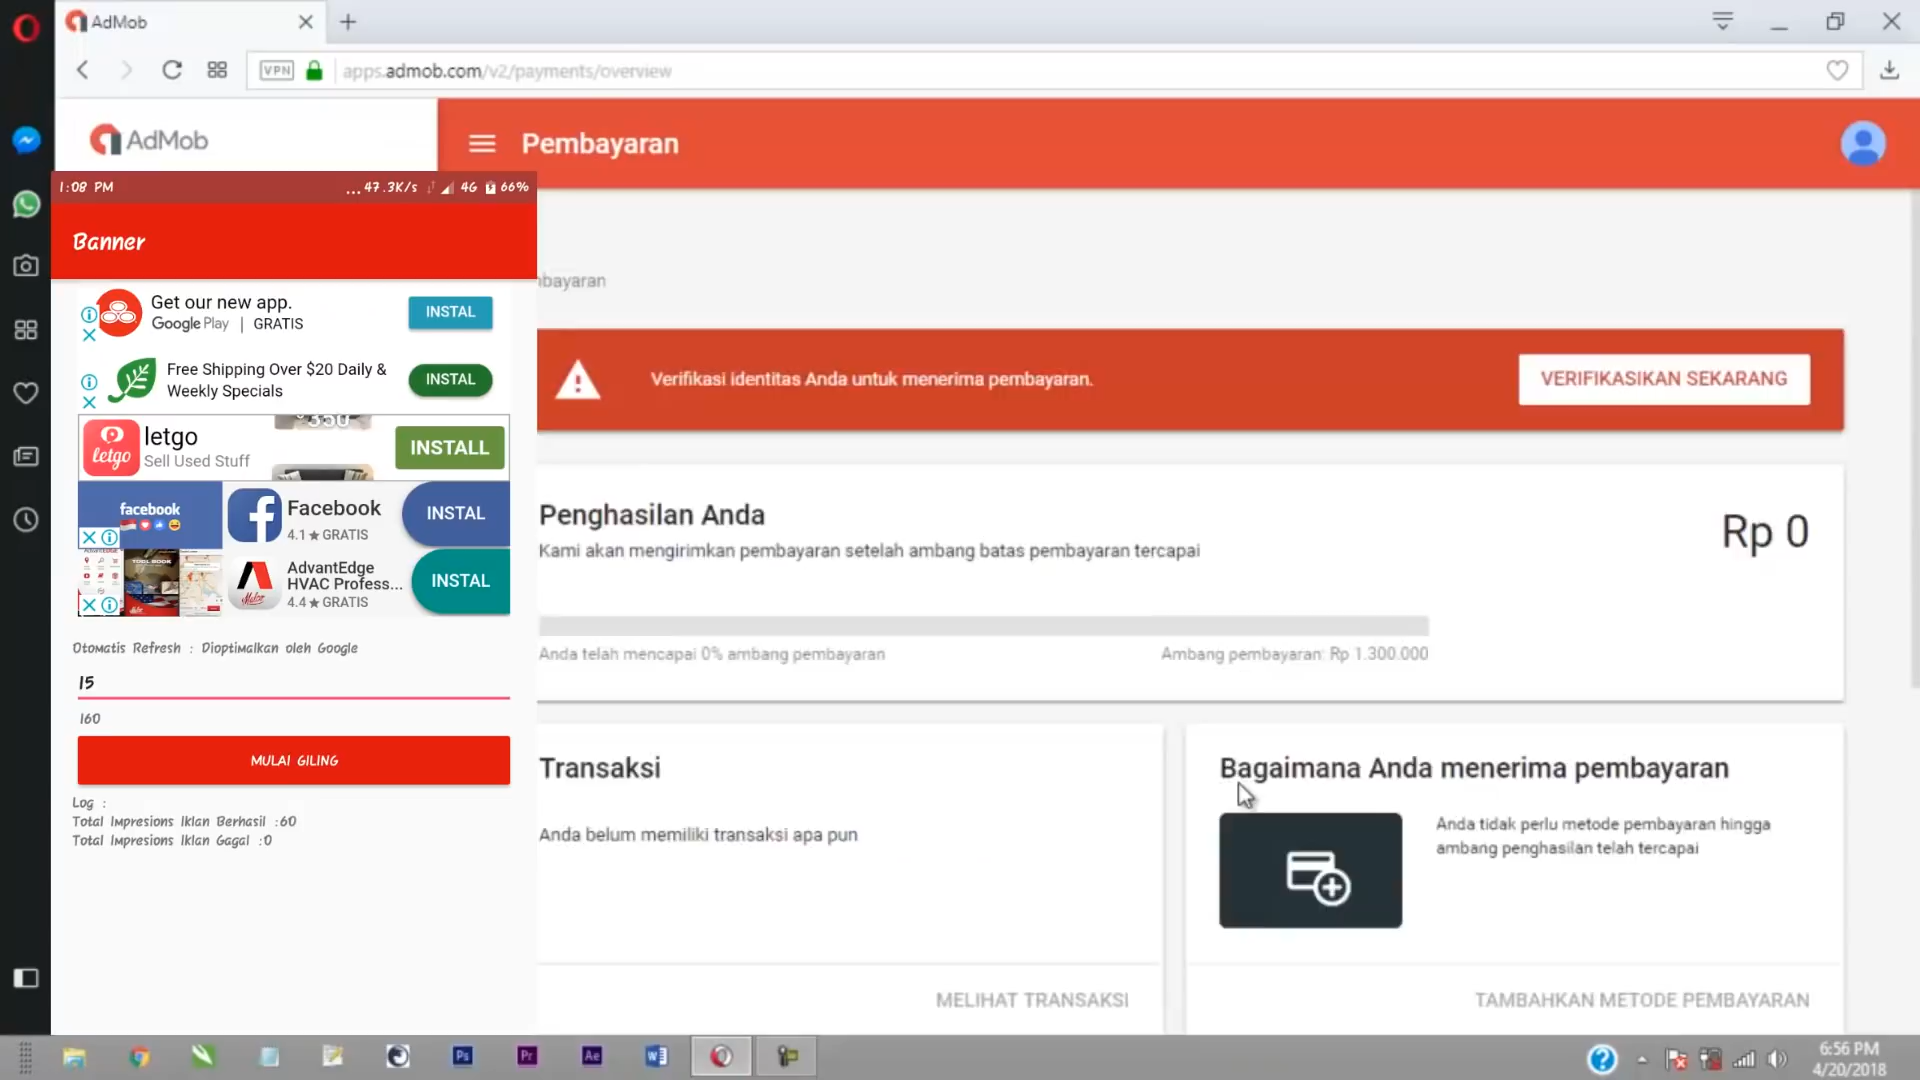 AdMob
VPN
apps.admob.com/v2/payments/overview
AdMob
Pembayaran
1:08 PM
...47.3K/s 4G 66%
Banner
bayaran
Get our new app.
Google Play | GRATIS
INSTAL
Free Shipping Over $20 Daily &
Weekly Specials
INSTAL
letgo
letgo
Sell Used Stuff
INSTALL
facebook
Facebook
4.1★GRATIS
INSTAL
TOOL BOOK
AdvantEdge
HVAC Profess...
4.4★GRATIS
INSTAL
Otomatis Refresh : Dioptimalkan oleh Google
15
160
MULAI GILING
Log :
Total Impresions Iklan Berhasil :60
Total Impresions Iklan Gagal :0
Verifikasi identitas Anda untuk menerima pembayaran.
VERIFIKASIKAN SEKARANG
Penghasilan Anda
Kami akan mengirimkan pembayaran setelah ambang batas pembayaran tercapai
Rp 0
Anda telah mencapai 0% ambang pembayaran
Ambang pembayaran: Rp 1.300.000
Transaksi
Anda belum memiliki transaksi apa pun
MELIHAT TRANSAKSI
Bagaimana Anda menerima pembayaran
Anda tidak perlu metode pembayaran hingga
ambang penghasilan telah tercapai
TAMBAHKAN METODE PEMBAYARAN
Ps
Pr
Ae
W
6:56 PM
4/20/2018